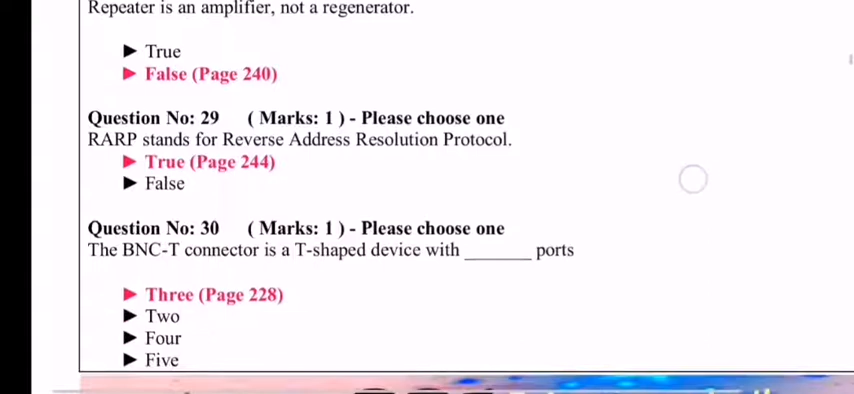 Repeater is an amplifier, not a regenerator.
► True
► False (Page 240)
Question No: 29 ( Marks: 1 ) - Please choose one
RARP stands for Reverse Address Resolution Protocol.
► True (Page 244)
► False
Question No: 30 ( Marks: 1 ) - Please choose one
The BNC-T connector is a T-shaped device with _______ ports
► Three (Page 228)
► Two
► Four
► Five